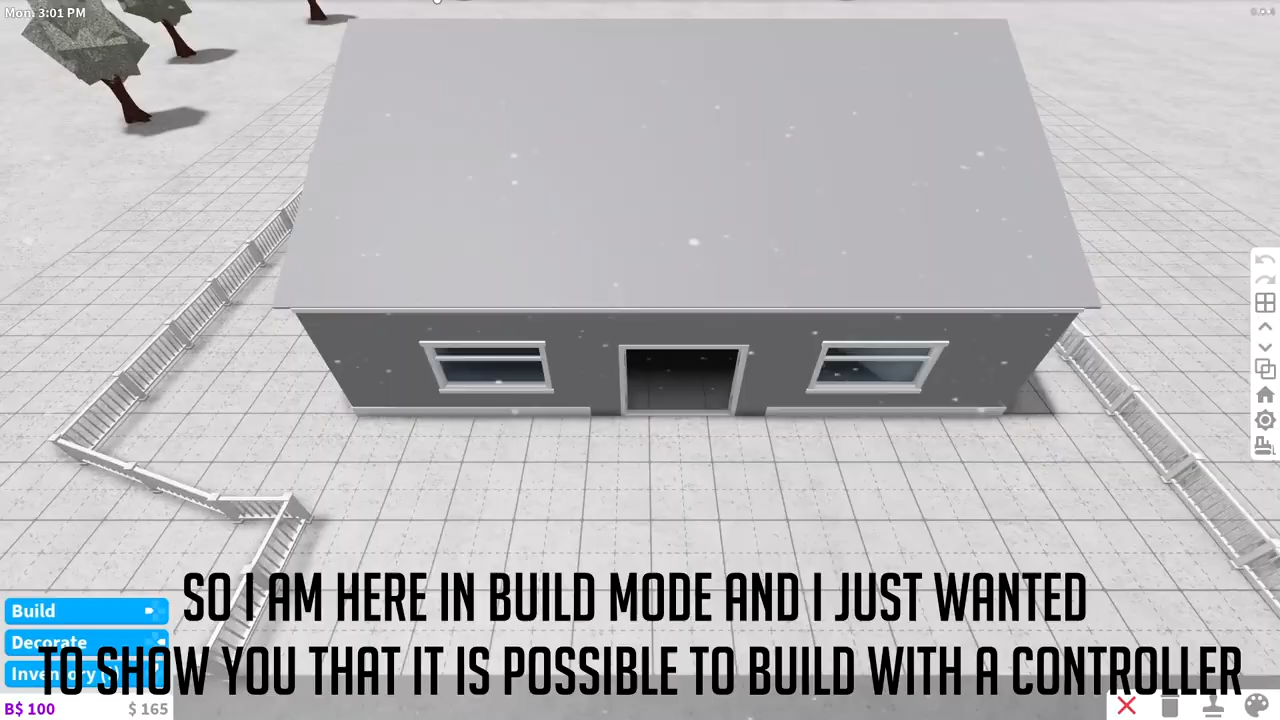 Mon. 3:01 PM
SO I AM HERE IN BUILD MODE AND I JUST WANTED
TO SHOW YOU THAT IT IS POSSIBLE TO BUILD WITH A CONTROLLER
Build
Decorate
B$ 100
$ 165